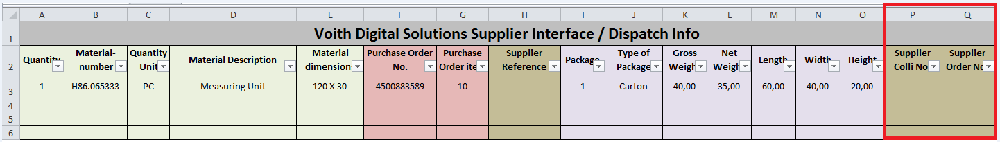 A B C D E F G H I J K L M N O P Q
1 Voith Digital Solutions Supplier Interface / Dispatch Info
Quantity Material- Quantity Material Description Material Purchase Order Purchase Supplier Package Type of Gross Net Length Width Height Supplier Supplier
2 number Unit dimension No. Order ite Reference Package Weigh Weigh Colli No Order No
3 1 H86.065333 PC Measuring Unit 120 X 30 4500883589 10 1 Carton 40,00 35,00 60,00 40,00 20,00
4
5
6